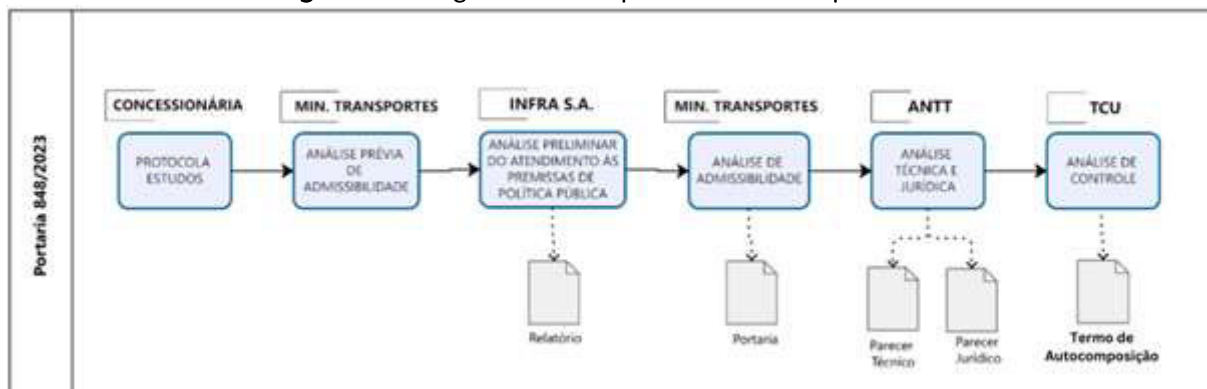 Portaria 848/2023
CONCESSIONÁRIA
PROTOCOLA
ESTUDOS
MIN. TRANSPORTES
ANÁLISE PRÉVIA
DE
ADMISSIBILIDADE
INFRA S.A.
ANÁLISE PRELIMINAR
DO ATENDIMENTO ÀS
PREMISSAS DE
POLÍTICA PÚBLICA
Relatório
MIN. TRANSPORTES
ANÁLISE DE
ADMISSIBILIDADE
Portaria
ANTT
ANÁLISE
TÉCNICA E
JURÍDICA
Parecer
Técnico
Parecer
Jurídico
TCU
ANÁLISE DE
CONTROLE
Termo de
Autocomposição